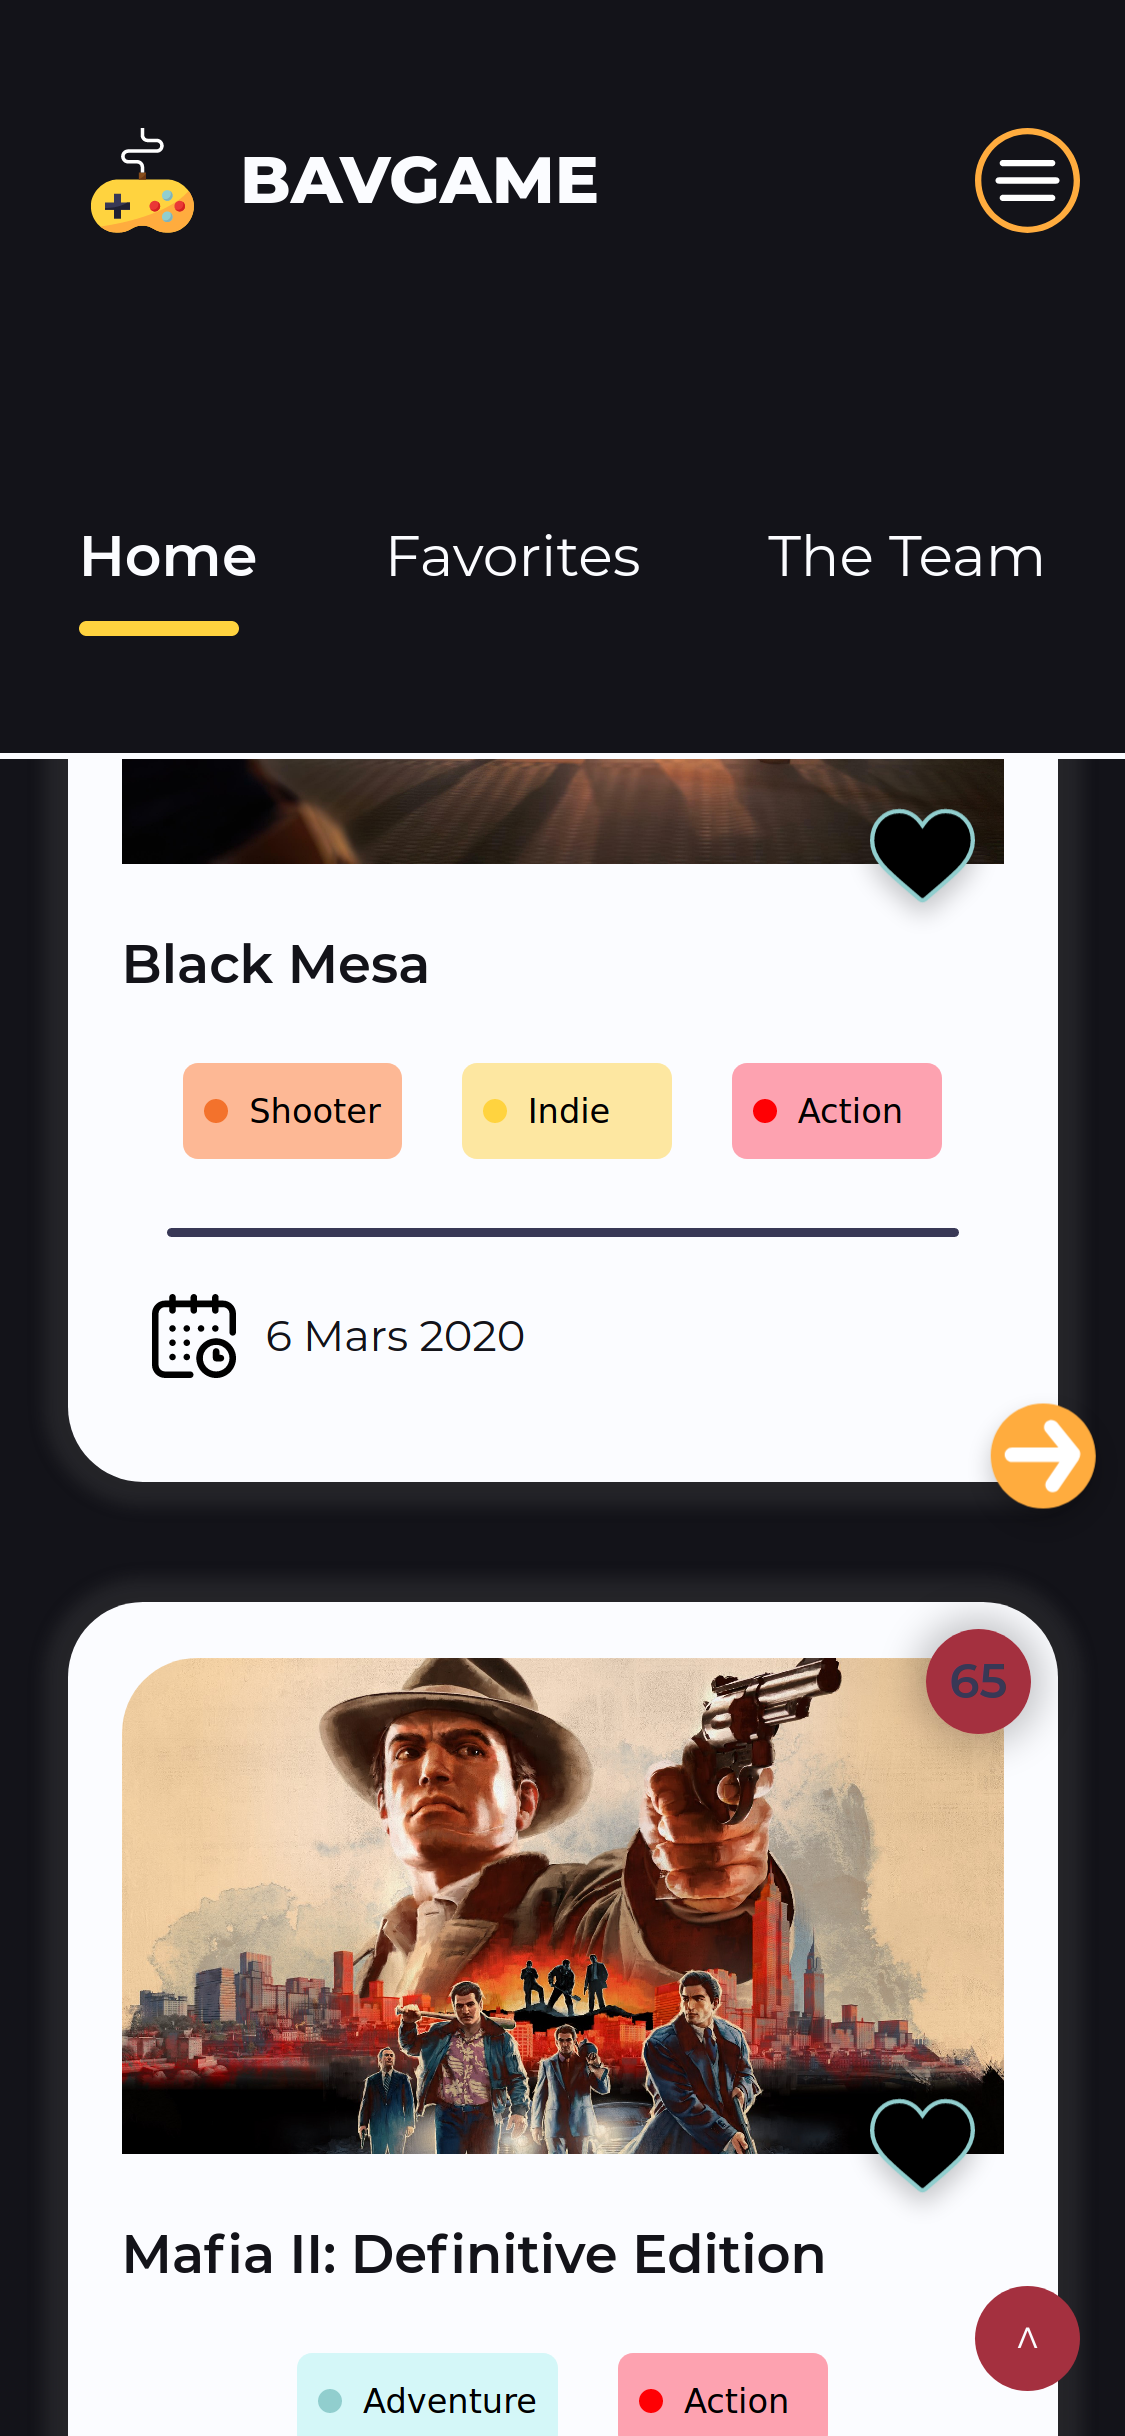 BAVGAME
Home Favorites The Team
Black Mesa
Shooter Indie Action
6 Mars 2020
65
Mafia II: Definitive Edition
^
Adventure Action